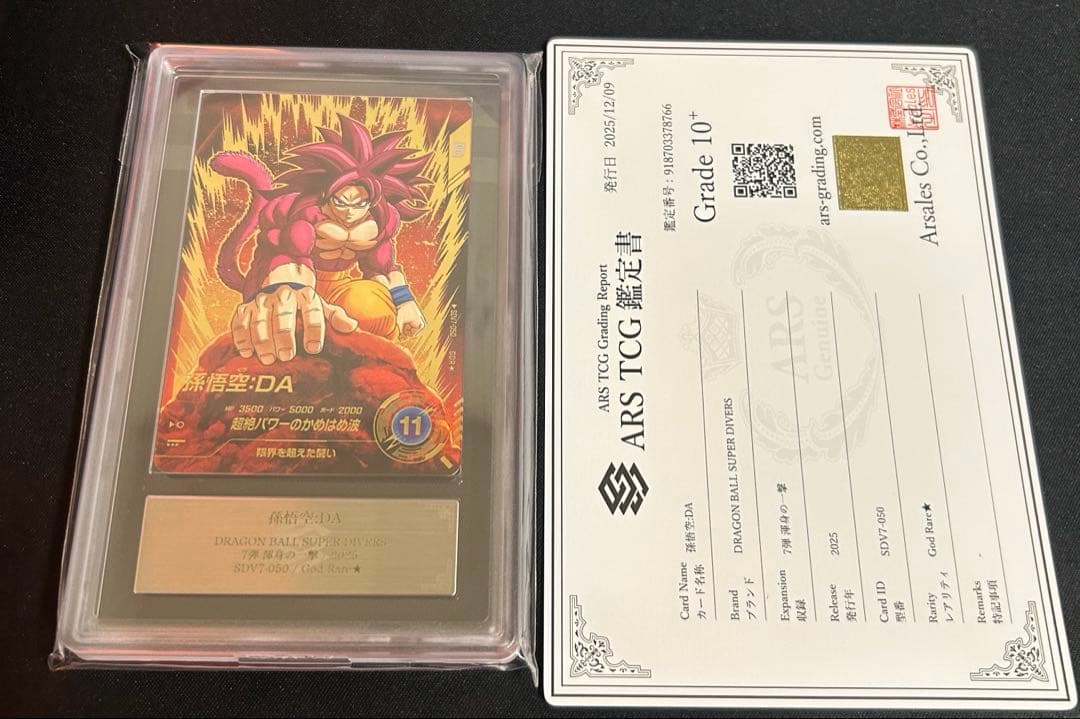 孫悟空:DA
HP 3500 パワー 5000 ガード 2000
超絶パワーのかめはめ波
11
限界を超えた闘い
SDV7-050 GDR★
孫悟空:DA
DRAGON BALL SUPER DIVERS
7弾 渾身の一撃 / 2025
SDV7-050 / God Rare★
発行日 2025/12/09
ARS TCG Grading Report
ARS TCG 鑑定書
鑑定番号:918703378766
Grade 10+
ars-grading.com
Arsales Co.,Ltd.
ARS
Genuine
Card Name
カード名称 孫悟空:DA
Brand
ブランド DRAGON BALL SUPER DIVERS
Expansion
収録 7弾 渾身の一撃
Release
発行年 2025
Card ID
型番 SDV7-050
Rarity
レアリティ God Rare★
Remarks
特記事項 -